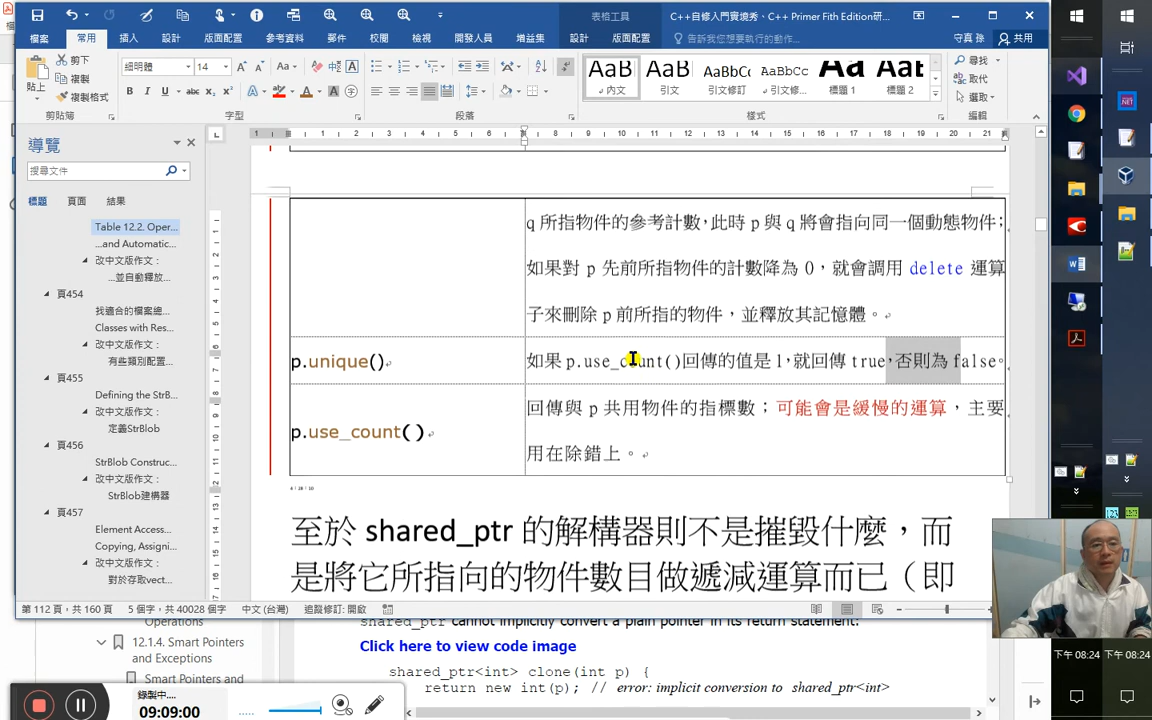 表格工具
C++自修人門實境秀、C++ Primer Fith Edition研...
檔案
常用
插入
設計
版面配置
參考資料
郵件
校閱
檢視
開發人員
增益集
設計
版面配置
告訴我您想要執行的動作...
守真 孫
共用
貼上
剪下
複製
複製格式
剪貼簿
細明體
14
字型
段落
AaB
內文
AaB
引文
AaBbCc
引文修訂
AaBbCc
引文修...
Aa
標題 1
Aat
標題 2
樣式
尋找
取代
選取
編輯
導覽
搜尋文件
標題
頁面
結果
Table 12.2. Oper...
...and Automatic...
改中文版作文：
...並自動釋放...
頁454
找適合的檔案總...
Classes with Res...
改中文版作文：
有些類別配置...
頁455
Defining the StrB...
改中文版作文：
定義StrBlob
頁456
StrBlob Construc...
改中文版作文：
StrBlob建構器
頁457
Element Access...
Copying, Assigni...
改中文版作文：
對於存取vect...
q 所指物件的參考計數，此時 p 與 q 將會指向同一個動態物件；
如果對 p 先前所指物件的計數降為 0，就會調用 delete 運算
子來刪除 p 前所指的物件，並釋放其記憶體。
p.unique()
如果 p.use_count()回傳的值是 1，就回傳 true，否則為 false。
p.use_count( )
回傳與 p 共用物件的指標數；可能會是緩慢的運算，主要
用在除錯上。
至於 shared_ptr 的解構器則不是摧毀什麼，而
是將它所指向的物件數目做遞減運算而已（即
第 112 頁，共 160 頁
5 個字，共 40028 個字
中文 (台灣)
追蹤修訂: 開啟
Operations
12.1.4. Smart Pointers
and Exceptions
Smart Pointers and
shared_ptr cannot implicitly convert a plain pointer in its return statement:
Click here to view code image
shared_ptr<int> clone(int p) {
return new int(p); // error: implicit conversion to shared_ptr<int>
錄製中....
09:09:00
下午 08:24
下午 08:24